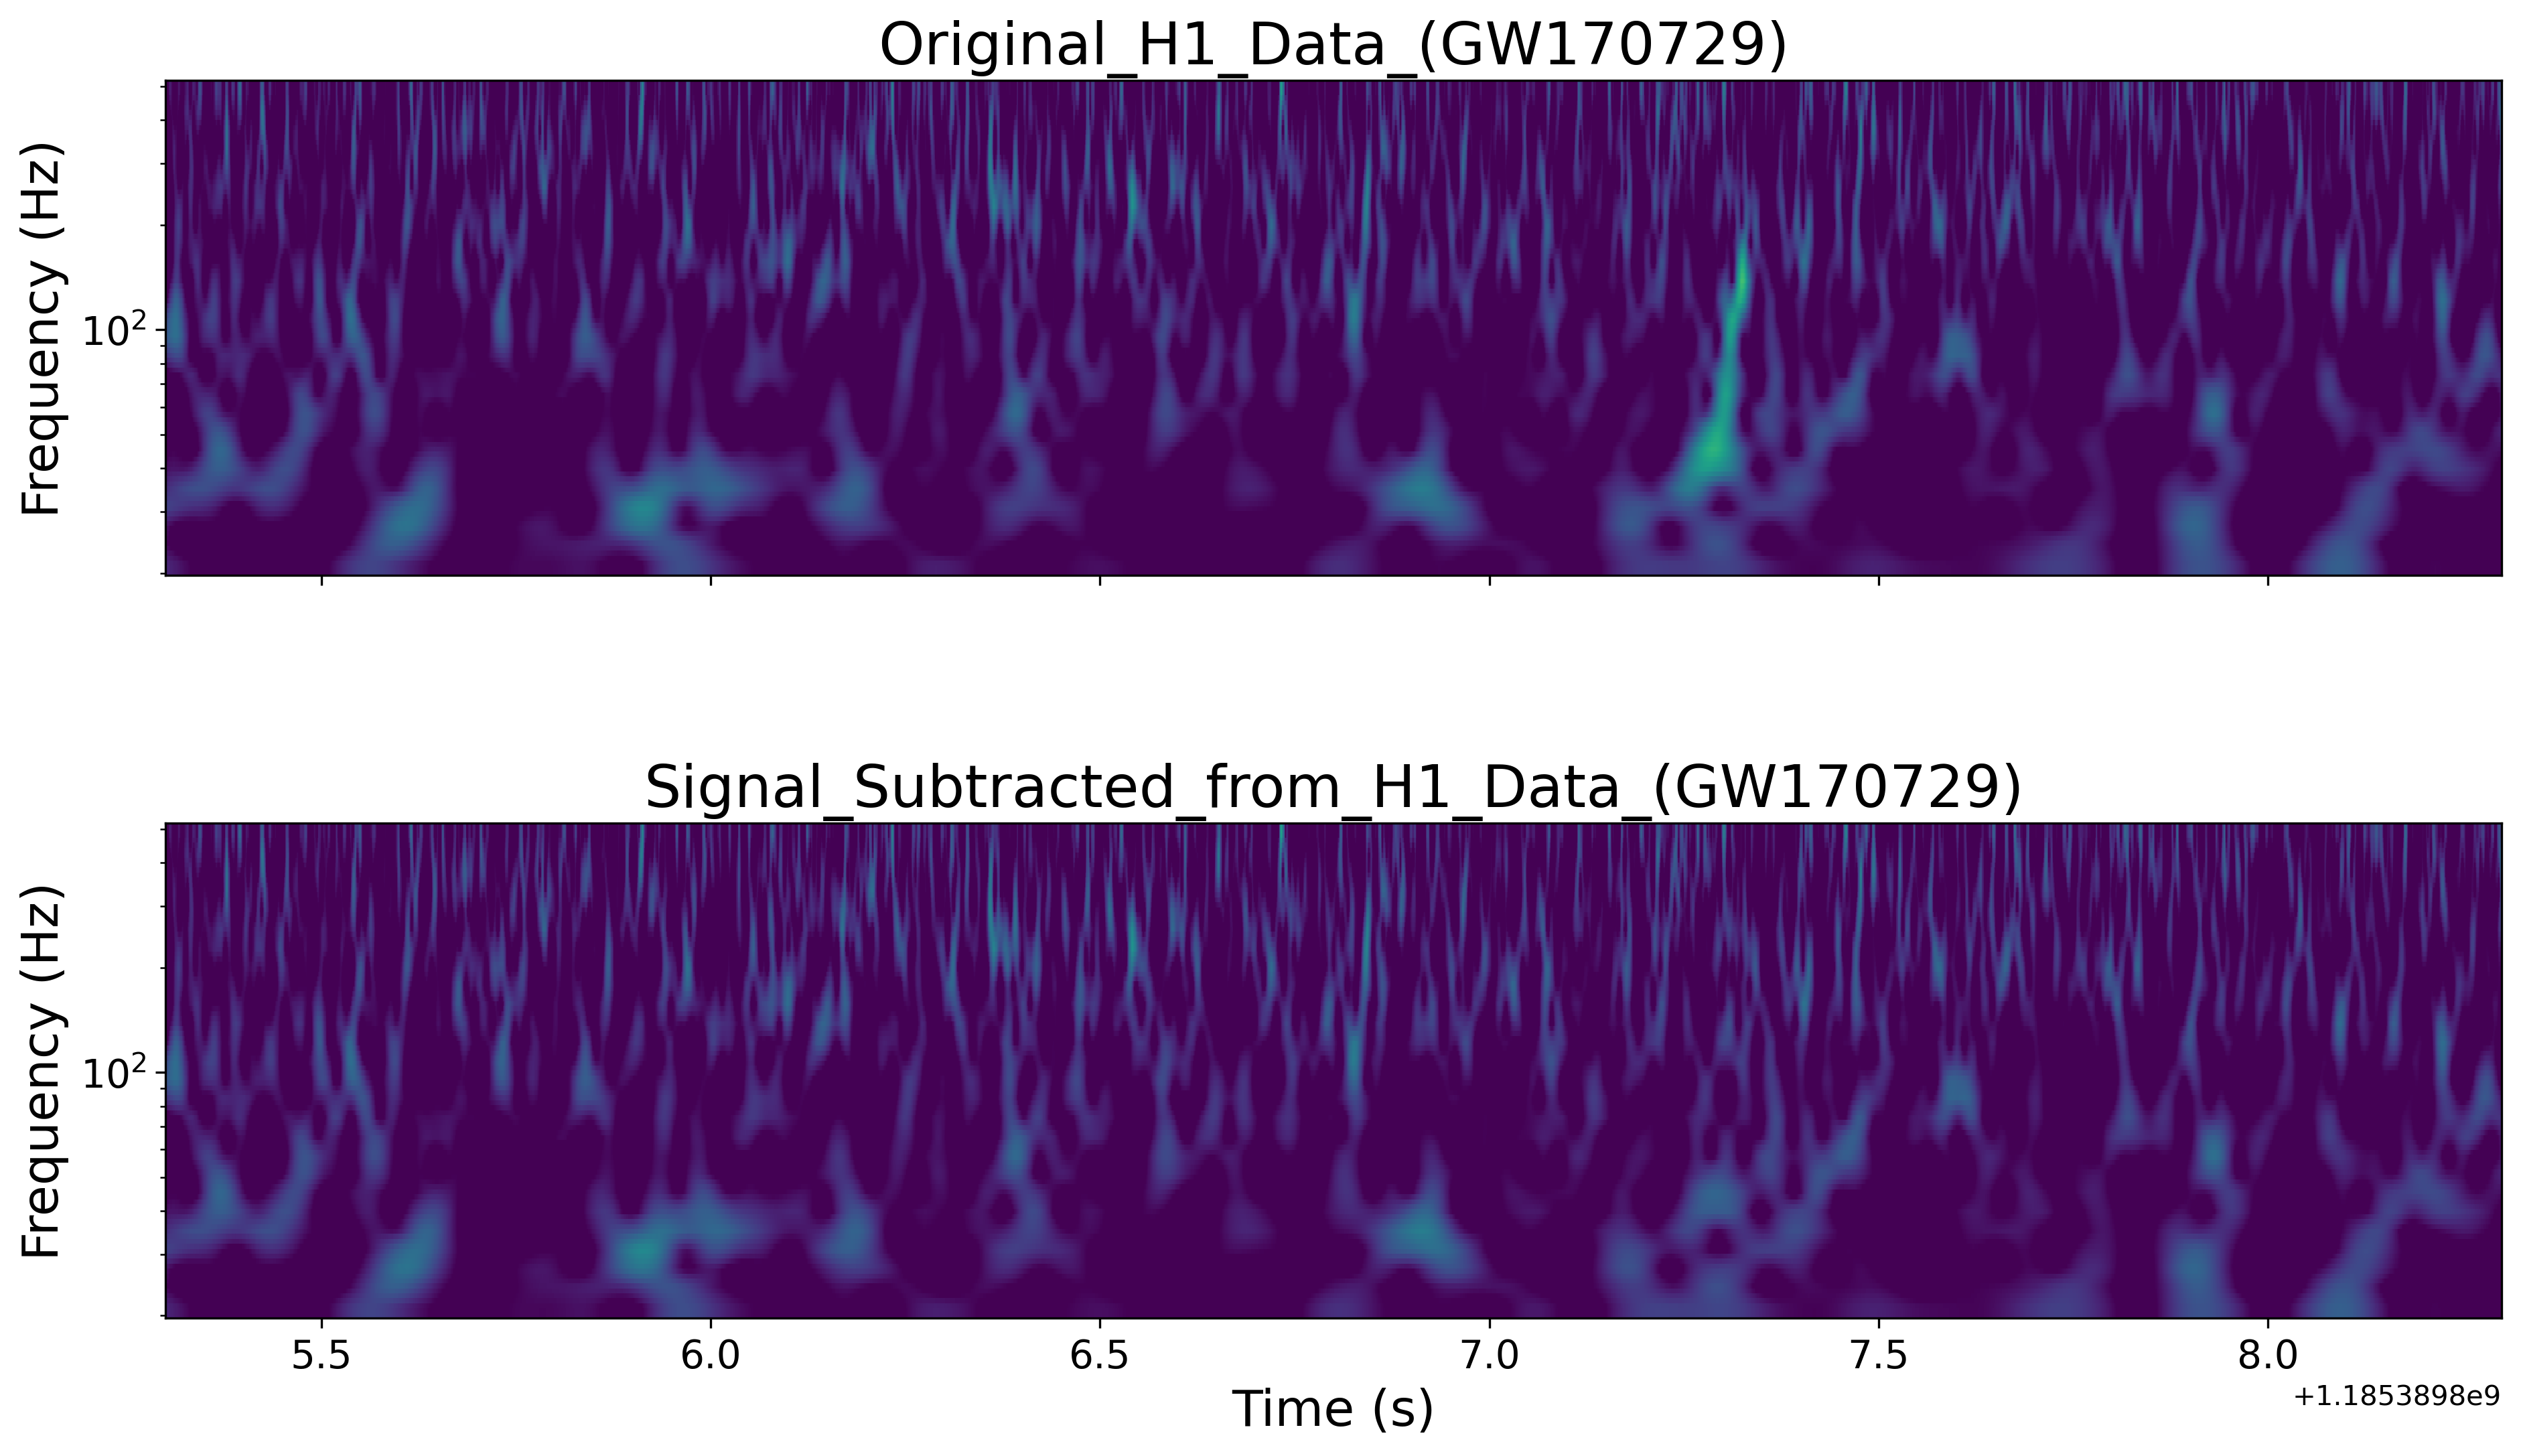 Original_H1_Data_(GW170729)
Frequency (Hz)
10²
Signal_Subtracted_from_H1_Data_(GW170729)
Frequency (Hz)
10²
5.5 6.0 6.5 7.0 7.5 8.0
Time (s)
+1.1853898e9